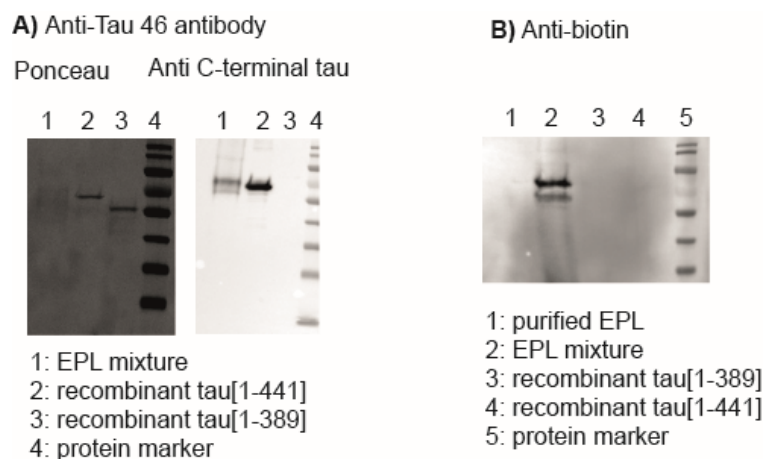 A) Anti-Tau 46 antibody
Ponceau Anti C-terminal tau
1 2 3 4 1 2 3 4
1: EPL mixture
2: recombinant tau[1-441]
3: recombinant tau[1-389]
4: protein marker
B) Anti-biotin
1 2 3 4 5
1: purified EPL
2: EPL mixture
3: recombinant tau[1-389]
4: recombinant tau[1-441]
5: protein marker